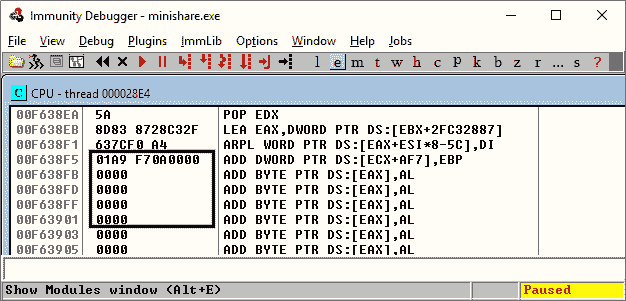 Immunity Debugger - minishare.exe
File View Debug Plugins ImmLib Options Window Help Jobs
l e m t w h c p k b z r ... s ?
C CPU - thread 000028E4
00F638EA 5A POP EDX
00F638EB 8D83 8728C32F LEA EAX,DWORD PTR DS:[EBX+2FC32887]
00F638F1 637CF0 A4 ARPL WORD PTR DS:[EAX+ESI*8-5C],DI
00F638F5 01A9 F70A0000 ADD DWORD PTR DS:[ECX+AF7],EBP
00F638FB 0000 ADD BYTE PTR DS:[EAX],AL
00F638FD 0000 ADD BYTE PTR DS:[EAX],AL
00F638FF 0000 ADD BYTE PTR DS:[EAX],AL
00F63901 0000 ADD BYTE PTR DS:[EAX],AL
00F63903 0000 ADD BYTE PTR DS:[EAX],AL
00F63905 0000 ADD BYTE PTR DS:[EAX],AL
Show Modules window (Alt+E) Paused